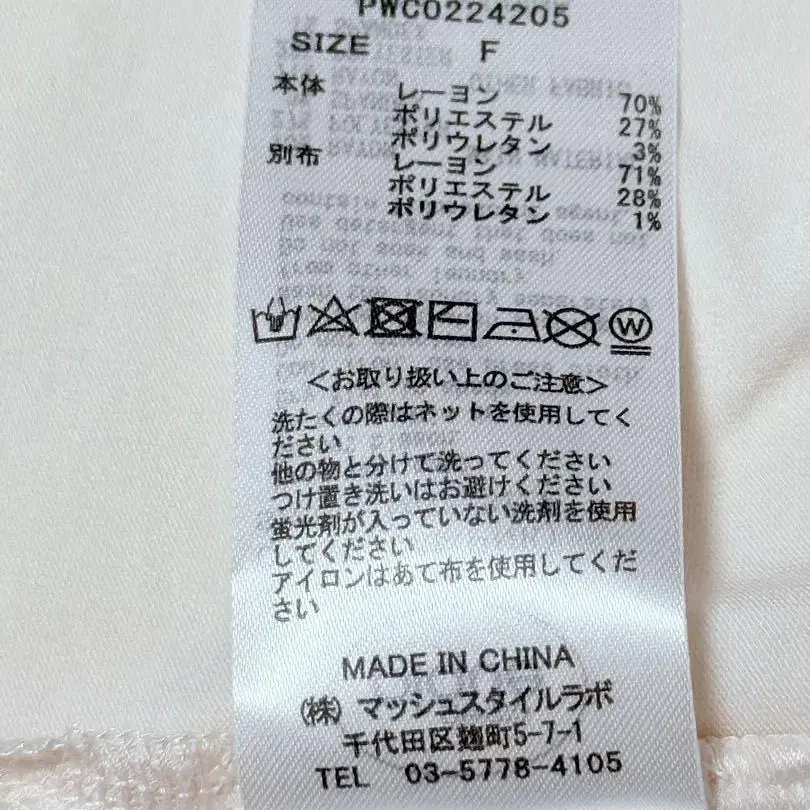 PWC0224205
SIZE F
本体 レーヨン 70%
ポリエステル 27%
ポリウレタン 3%
別布 レーヨン 71%
ポリエステル 28%
ポリウレタン 1%
W
<お取り扱い上のご注意>
洗たくの際はネットを使用してく
ださい
他の物と分けて洗ってください
つけ置き洗いはお避けください
蛍光剤が入っていない洗剤を使用
してください
アイロンはあて布を使用してくだ
さい
MADE IN CHINA
(株) マッシュスタイルラボ
千代田区麹町5-7-1
TEL 03-5778-4105